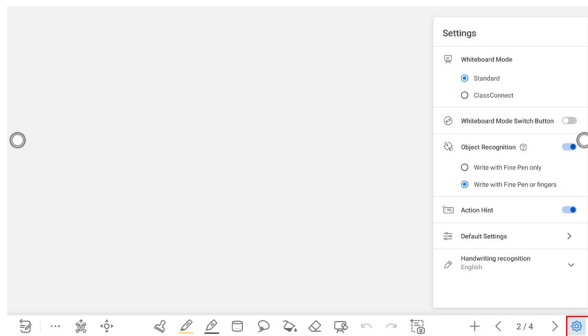 Settings
Whiteboard Mode
Standard
ClassConnect
Whiteboard Mode Switch Button
Object Recognition ?
Write with Fine Pen only
Write with Fine Pen or fingers
Action Hint
Default Settings
Handwriting recognition
English
2 / 4